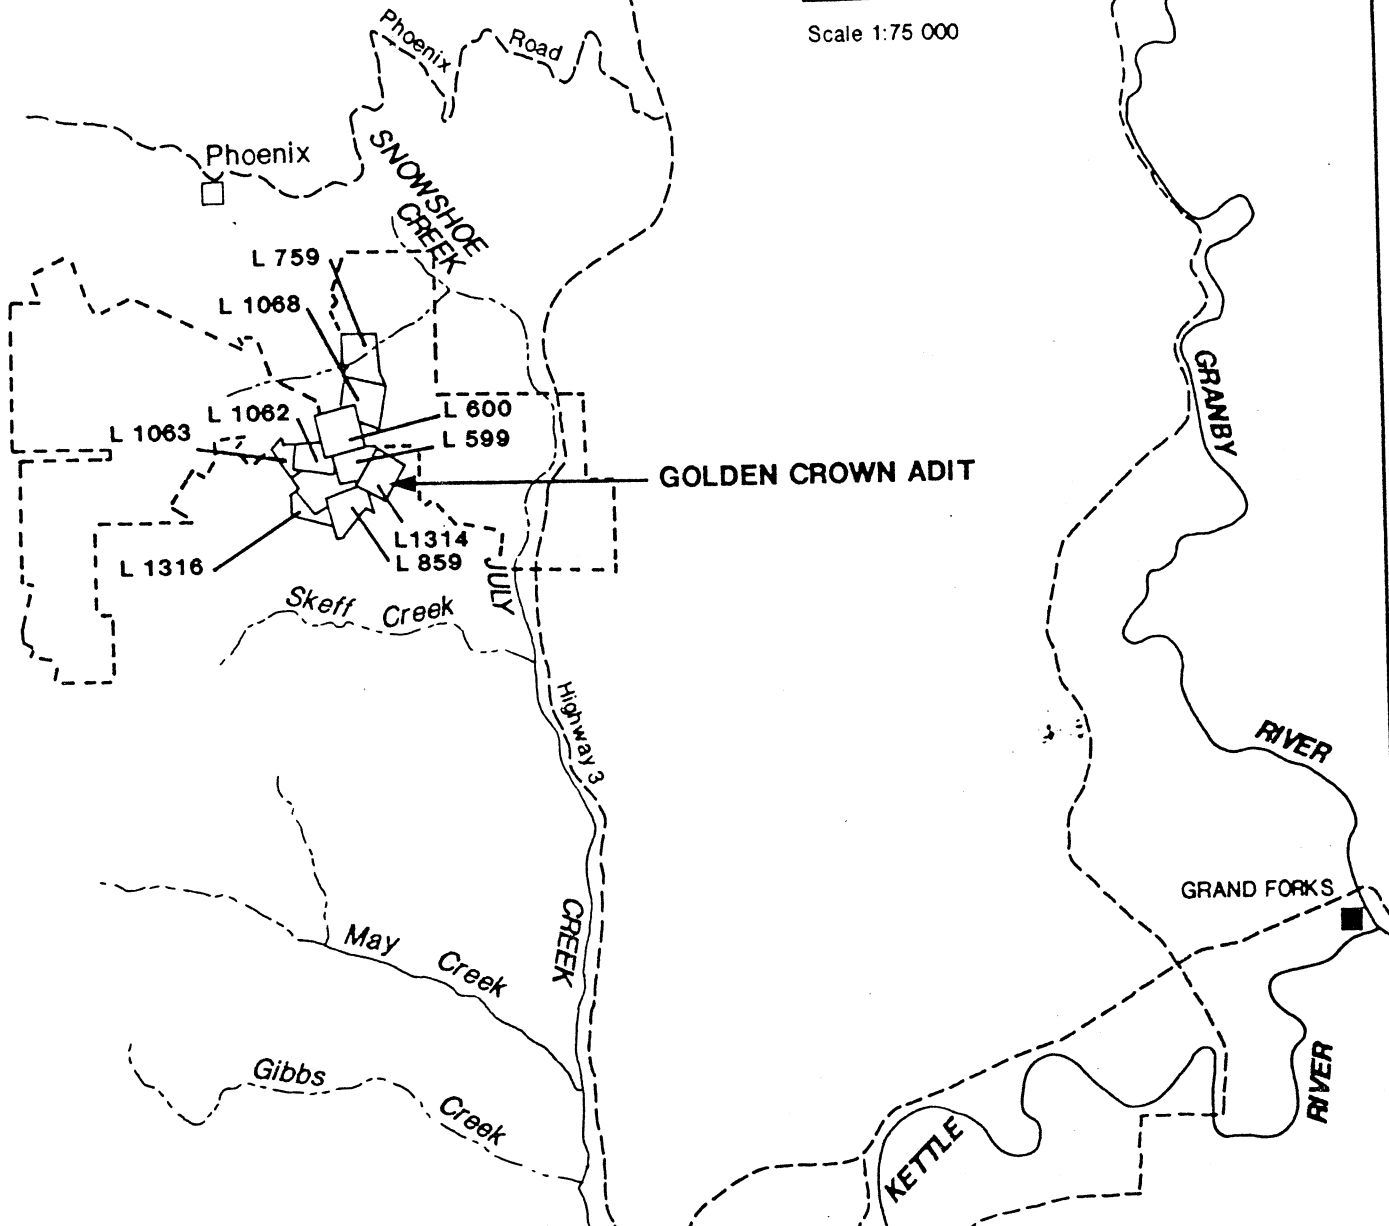 Scale 1:75 000
Phoenix Road
Phoenix
SNOWSHOE
CREEK
L 759
L 1068
L 1062
L 1063
L 600
L 599
GOLDEN CROWN ADIT
L1314
L 859
L 1316
JULY
CREEK
Skeff Creek
Highway 3
May Creek
Gibbs
Creek
GRANBY
RIVER
GRAND FORKS
KETTLE
RIVER